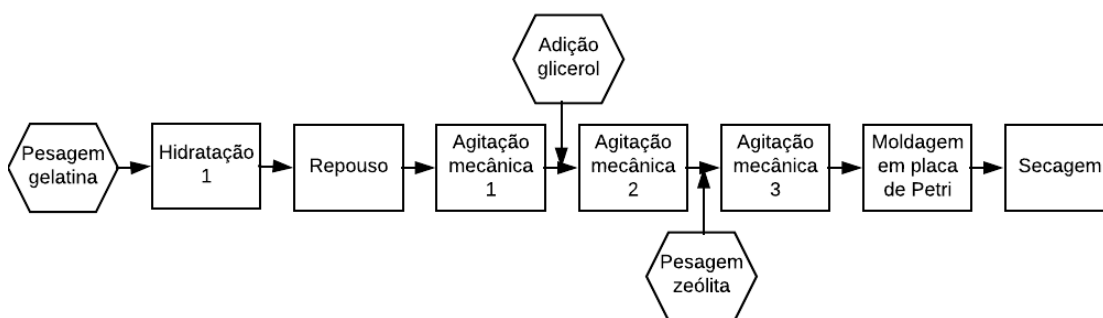 Adição
glicerol
Pesagem
gelatina
Hidratação
1
Repouso
Agitação
mecânica
1
Agitação
mecânica
2
Agitação
mecânica
3
Moldagem
em placa
de Petri
Secagem
Pesagem
zeólita